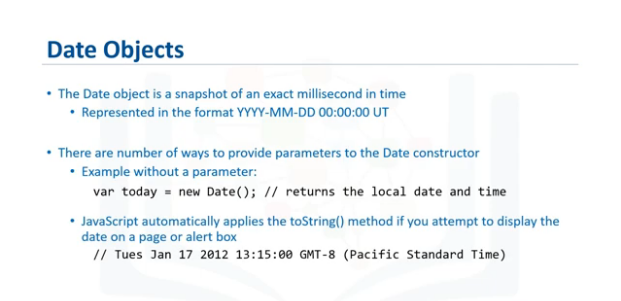 Date Objects
• The Date object is a snapshot of an exact millisecond in time
• Represented in the format YYYY-MM-DD 00:00:00 UT
• There are number of ways to provide parameters to the Date constructor
• Example without a parameter:
var today = new Date(); // returns the local date and time
• JavaScript automatically applies the toString() method if you attempt to display the
date on a page or alert box
// Tues Jan 17 2012 13:15:00 GMT-8 (Pacific Standard Time)